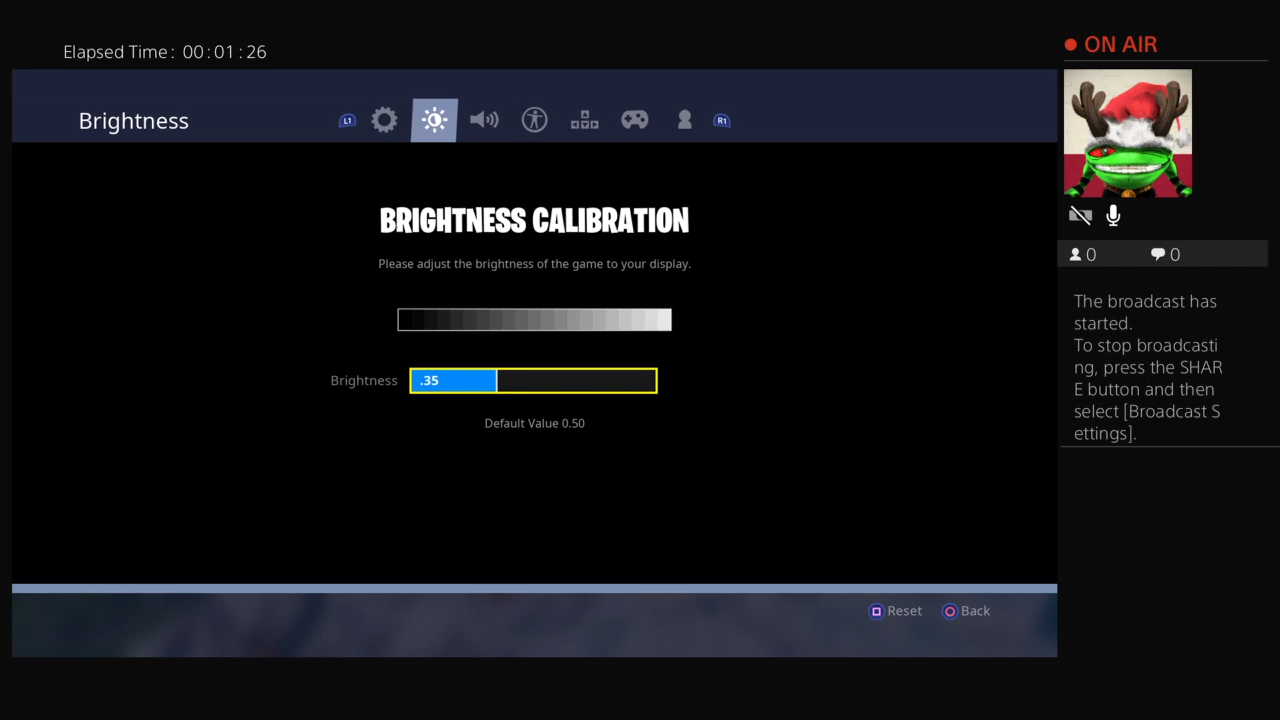 Elapsed Time: 00:01:26
ON AIR
Brightness
L1
R1
BRIGHTNESS CALIBRATION
Please adjust the brightness of the game to your display.
Brightness
.35
Default Value 0.50
Reset
Back
0
0
The broadcast has
started.
To stop broadcasti
ng, press the SHAR
E button and then
select [Broadcast S
ettings].